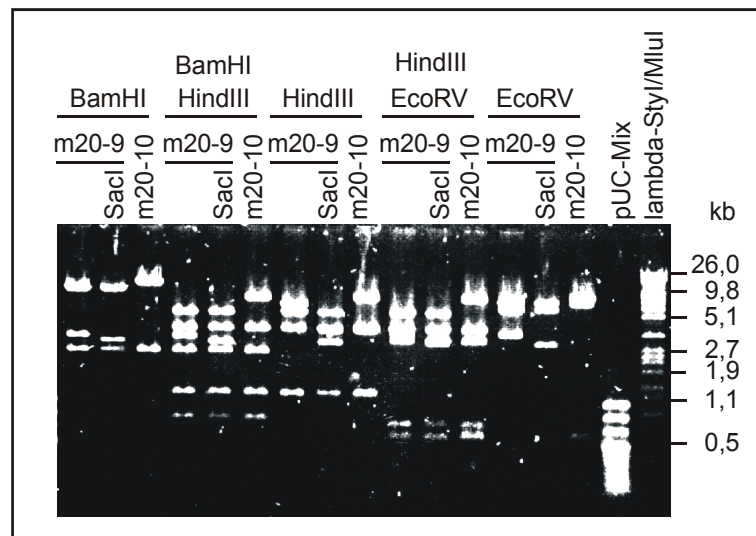 BamHI HindIII
BamHI HindIII HindIII EcoRV EcoRV
m20-9 m20-9 m20-9 m20-9 m20-9
SacI m20-10 SacI m20-10 SacI m20-10 SacI m20-10 SacI m20-10 pUC-Mix lambda-StyI/MluI
kb
26,0
9,8
5,1
2,7
1,9
1,1
0,5